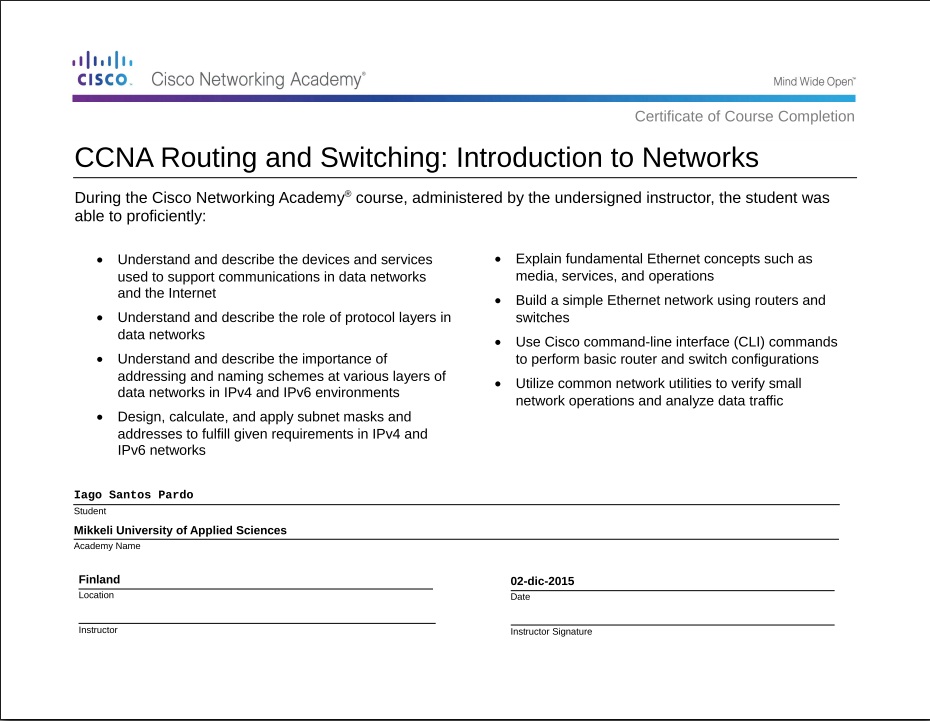 CISCO.
Cisco Networking Academy®
Mind Wide Open™
Certificate of Course Completion
CCNA Routing and Switching: Introduction to Networks
During the Cisco Networking Academy® course, administered by the undersigned instructor, the student was
able to proficiently:
• Understand and describe the devices and services
used to support communications in data networks
and the Internet
• Understand and describe the role of protocol layers in
data networks
• Understand and describe the importance of
addressing and naming schemes at various layers of
data networks in IPv4 and IPv6 environments
• Design, calculate, and apply subnet masks and
addresses to fulfill given requirements in IPv4 and
IPv6 networks
• Explain fundamental Ethernet concepts such as
media, services, and operations
• Build a simple Ethernet network using routers and
switches
• Use Cisco command-line interface (CLI) commands
to perform basic router and switch configurations
• Utilize common network utilities to verify small
network operations and analyze data traffic
Iago Santos Pardo
Student
Mikkeli University of Applied Sciences
Academy Name
Finland
Location
02-dic-2015
Date
Instructor
Instructor Signature